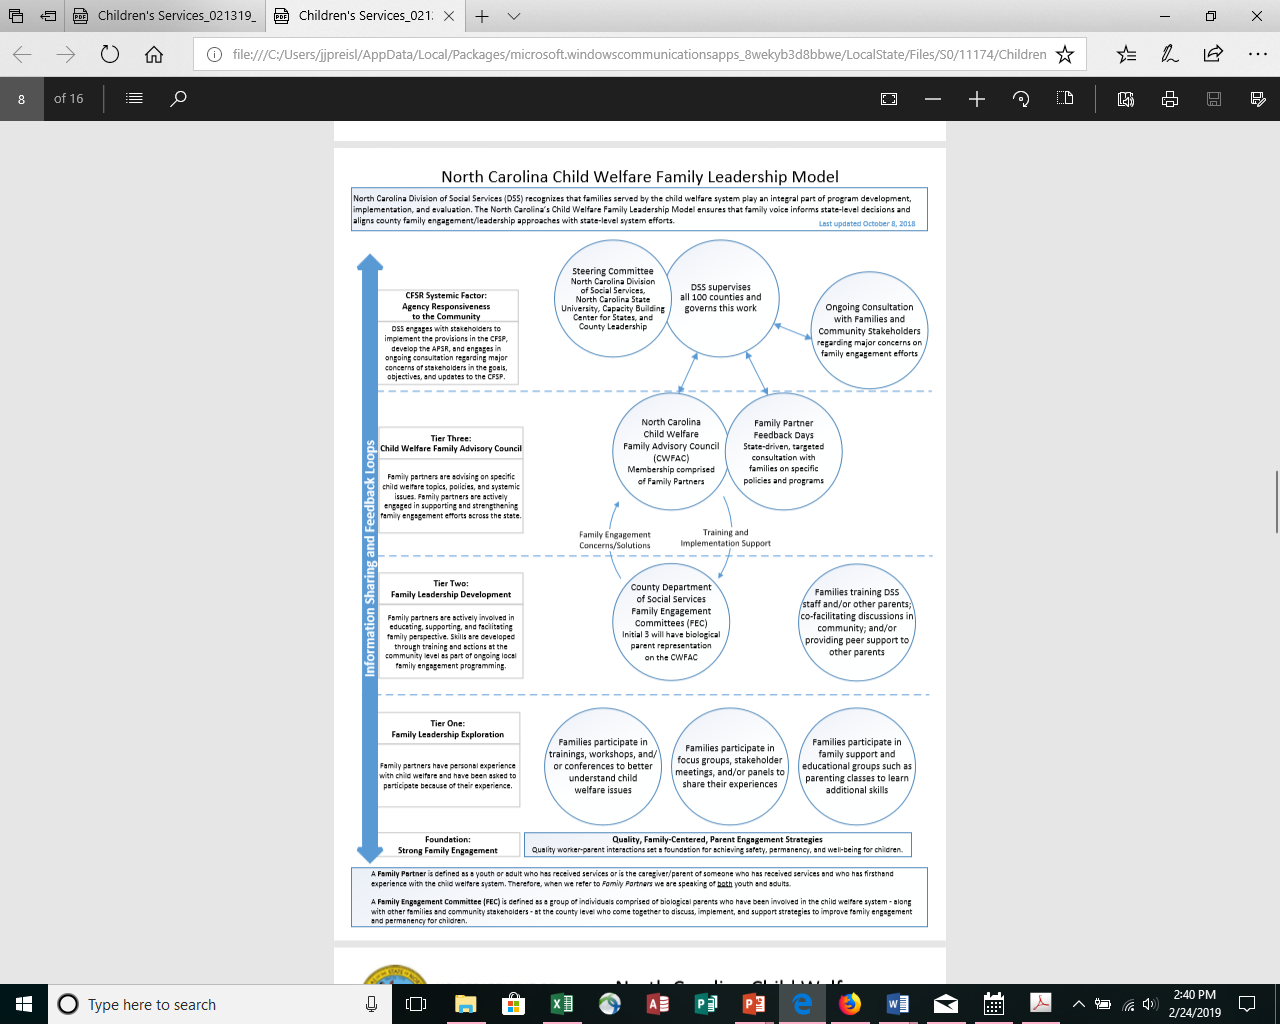 Children's Services_021319_
Children's Services_021
file:///C:/Users/jjpreisl/AppData/Local/Packages/microsoft.windowscommunicationsapps_8wekyb3d8bbwe/LocalState/Files/S0/11174/Children
8 of 16
North Carolina Child Welfare Family Leadership Model
North Carolina Division of Social Services (DSS) recognizes that families served by the child welfare system play an integral part of program development,
implementation, and evaluation. The North Carolina's Child Welfare Family Leadership Model ensures that family voice informs state-level decisions and
aligns county family engagement/leadership approaches with state-level system efforts.
Last updated October 8, 2018
Information Sharing and Feedback Loops
CFSR Systemic Factor:
Agency Responsiveness
to the Community
DSS engages with stakeholders to
implement the provisions in the CFSP,
develop the APSR, and engages in
ongoing consultation regarding major
concerns of stakeholders in the goals,
objectives, and updates to the CFSP.
Steering Committee
North Carolina Division
of Social Services,
North Carolina State
University, Capacity Building
Center for States, and
County Leadership
DSS supervises
all 100 counties and
governs this work
Ongoing Consultation
with Families and
Community Stakeholders
regarding major concerns on
family engagement efforts
Tier Three:
Child Welfare Family Advisory Council
Family partners are advising on specific
child welfare topics, policies, and systemic
issues. Family partners are actively
engaged in supporting and strengthening
family engagement efforts across the state.
North Carolina
Child Welfare
Family Advisory Council
(CWFAC)
Membership comprised
of Family Partners
Family Partner
Feedback Days
State-driven, targeted
consultation with
families on specific
policies and programs
Family Engagement
Concerns/Solutions
Training and
Implementation Support
Tier Two:
Family Leadership Development
Family partners are actively involved in
educating, supporting, and facilitating
family perspective. Skills are developed
through training and actions at the
community level as part of ongoing local
family engagement programming.
County Department
of Social Services
Family Engagement
Committees (FEC)
Initial 3 will have biological
parent representation
on the CWFAC
Families training DSS
staff and/or other parents;
co-facilitating discussions in
community; and/or
providing peer support to
other parents
Tier One:
Family Leadership Exploration
Family partners have personal experience
with child welfare and have been asked to
participate because of their experience.
Families participate in
trainings, workshops, and/
or conferences to better
understand child
welfare issues
Families participate in
focus groups, stakeholder
meetings, and/or panels to
share their experiences
Families participate in
family support and
educational groups such as
parenting classes to learn
additional skills
Foundation:
Strong Family Engagement
Quality, Family-Centered, Parent Engagement Strategies
Quality worker-parent interactions set a foundation for achieving safety, permanency, and well-being for children.
A Family Partner is defined as a youth or adult who has received services or is the caregiver/parent of someone who has received services and who has firsthand
experience with the child welfare system. Therefore, when we refer to Family Partners we are speaking of both youth and adults.
A Family Engagement Committee (FEC) is defined as a group of individuals comprised of biological parents who have been involved in the child welfare system - along
with other families and community stakeholders - at the county level who come together to discuss, implement, and support strategies to improve family engagement
and permanency for children.
North Carolina Child Welf
Type here to search
2:40 PM
2/24/2019